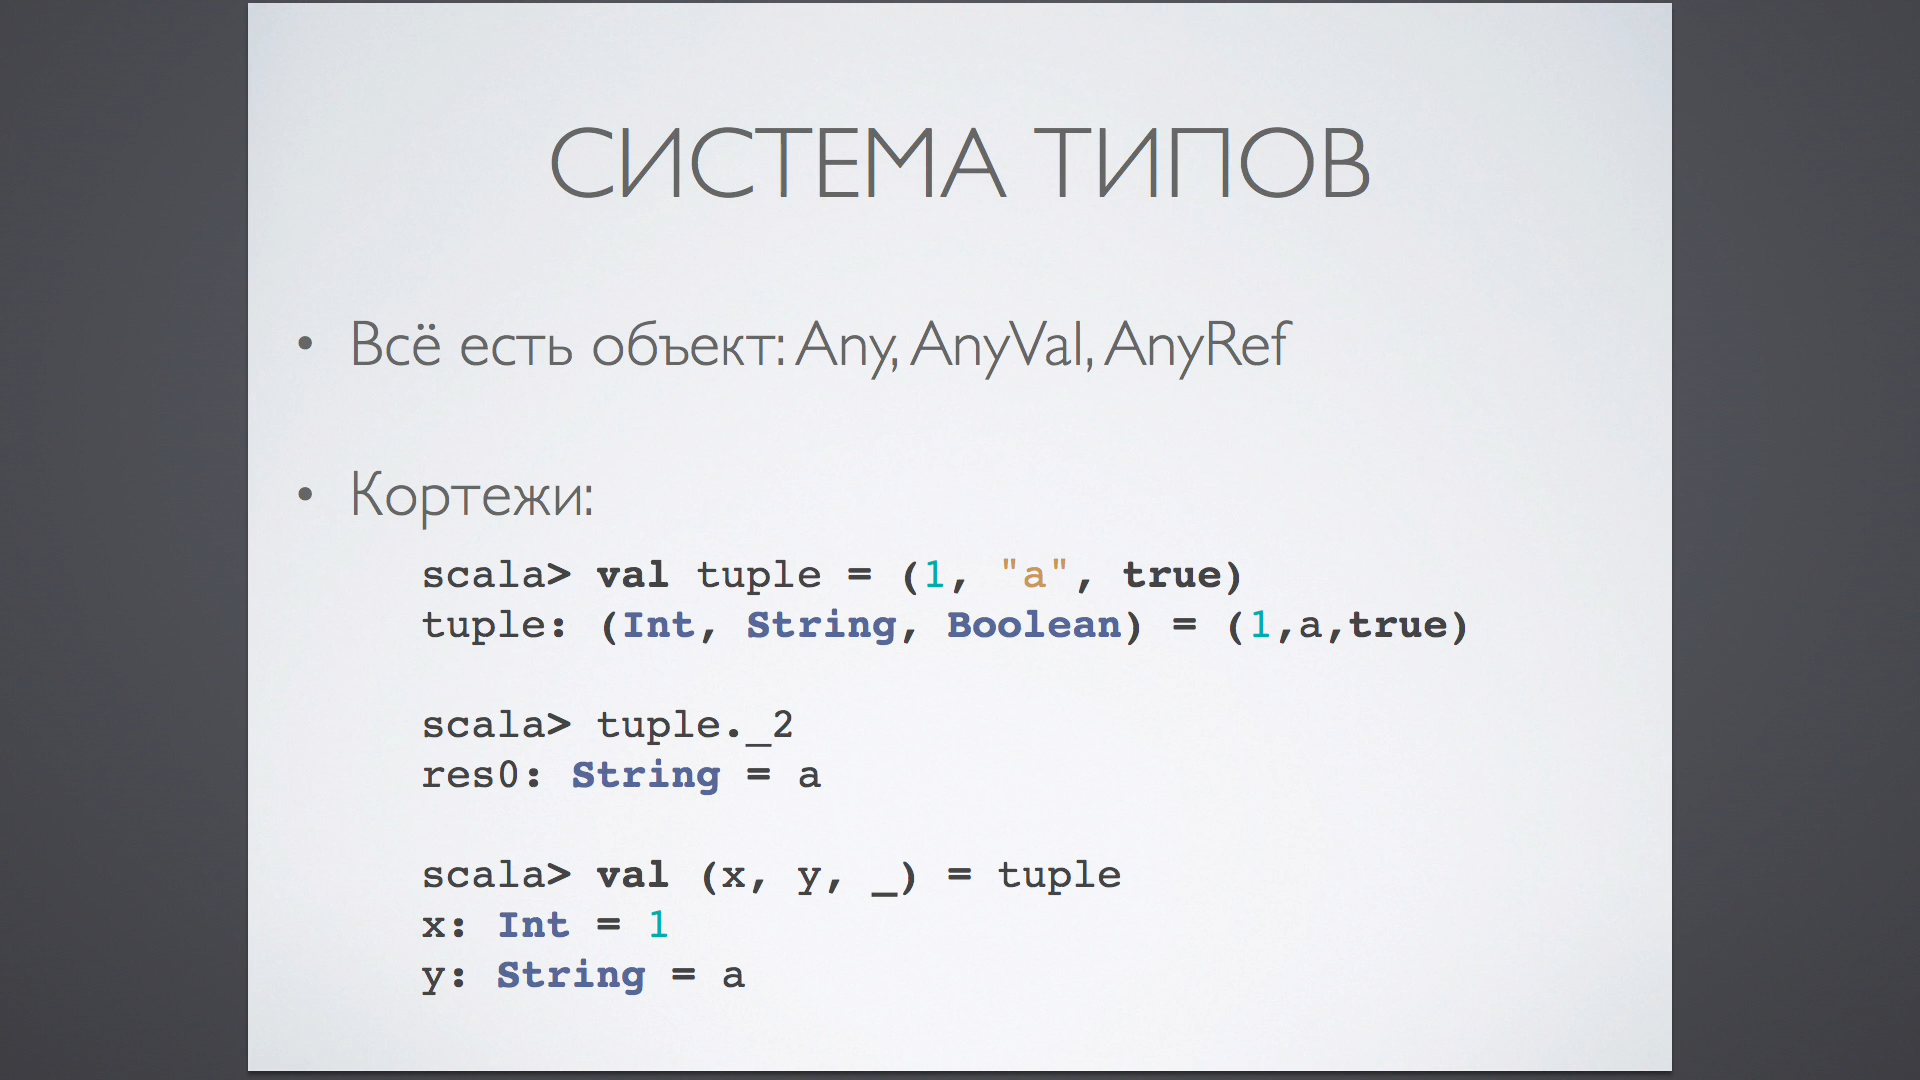 СИСТЕМА ТИПОВ
• Всё есть объект: Any, AnyVal, AnyRef
• Кортежи:
scala> val tuple = (1, "a", true)
tuple: (Int, String, Boolean) = (1,a,true)
scala> tuple._2
res0: String = a
scala> val (x, y, _) = tuple
x: Int = 1
y: String = a